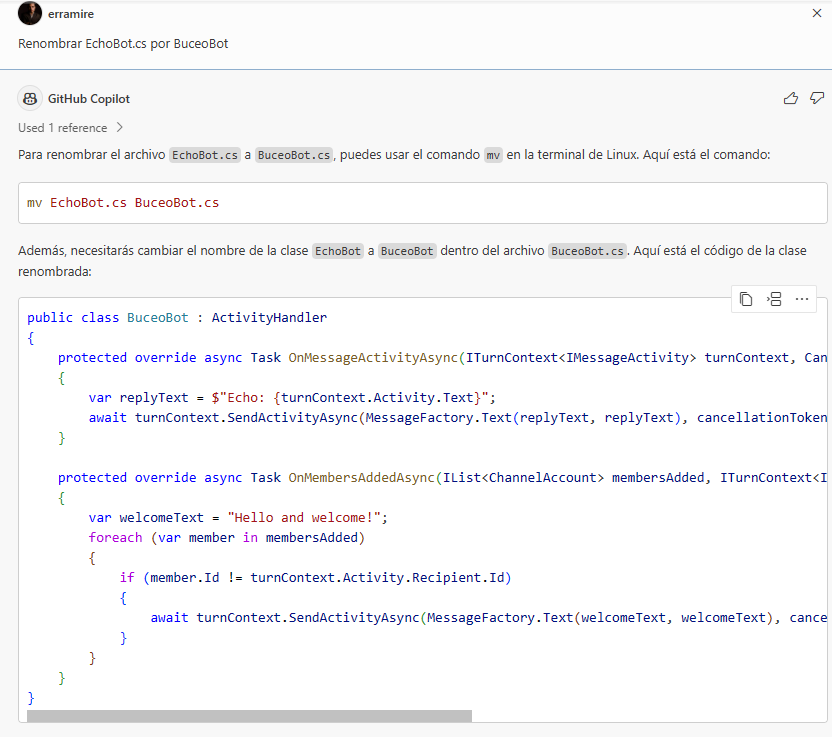 erramire
Renombrar EchoBot.cs por BuceoBot
GitHub Copilot
Used 1 reference
Para renombrar el archivo EchoBot.cs a BuceoBot.cs, puedes usar el comando mv en la terminal de Linux. Aquí está el comando:
mv EchoBot.cs BuceoBot.cs
Además, necesitarás cambiar el nombre de la clase EchoBot a BuceoBot dentro del archivo BuceoBot.cs. Aquí está el código de la clase
renombrada:
public class BuceoBot : ActivityHandler
{
    protected override async Task OnMessageActivityAsync(ITurnContext<IMessageActivity> turnContext, Can
    {
        var replyText = $"Echo: {turnContext.Activity.Text}";
        await turnContext.SendActivityAsync(MessageFactory.Text(replyText, replyText), cancellationToken
    }
    protected override async Task OnMembersAddedAsync(IList<ChannelAccount> membersAdded, ITurnContext<I
    {
        var welcomeText = "Hello and welcome!";
        foreach (var member in membersAdded)
        {
            if (member.Id != turnContext.Activity.Recipient.Id)
            {
                await turnContext.SendActivityAsync(MessageFactory.Text(welcomeText, welcomeText), cance
            }
        }
    }
}